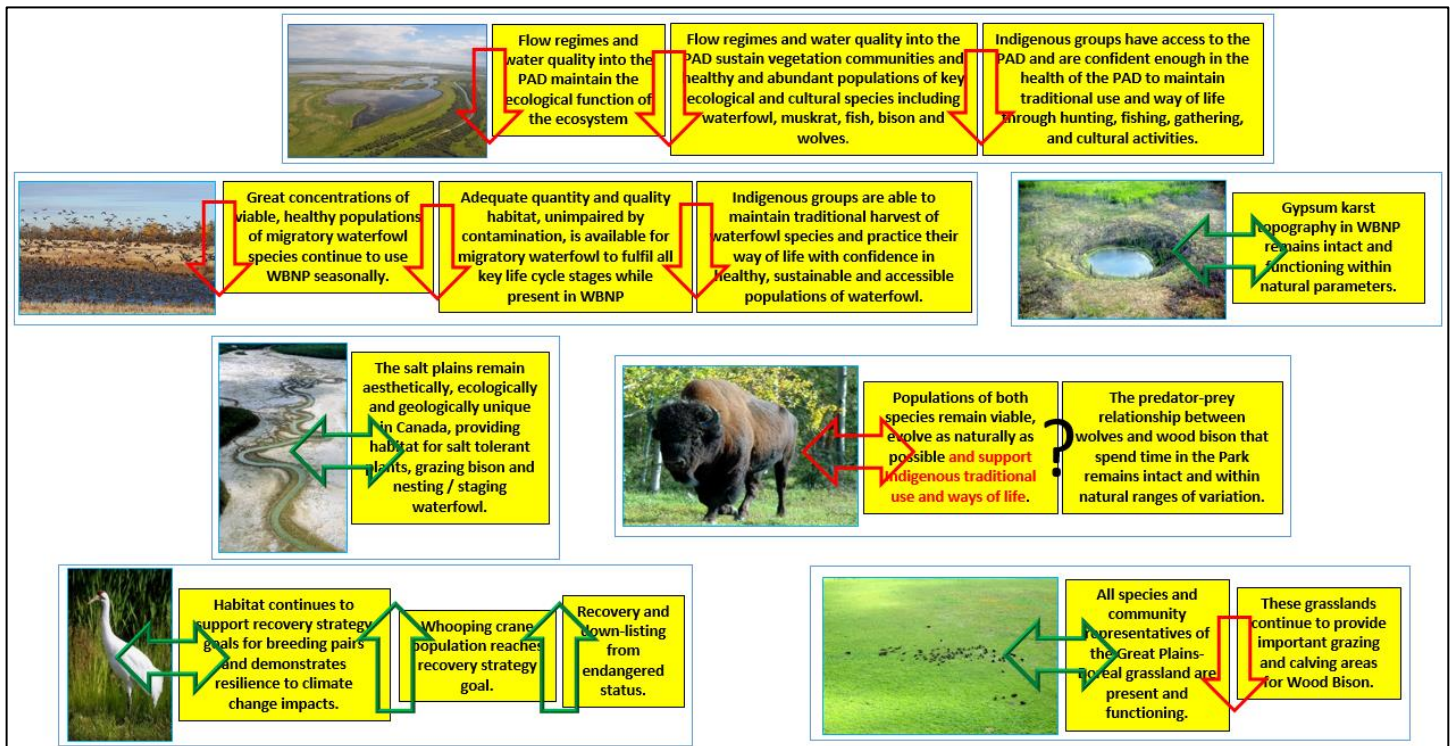 Flow regimes and
water quality into
the PAD maintain the
ecological function of
the ecosystem
Flow regimes and water quality into the
PAD sustain vegetation communities and
healthy and abundant populations of key
ecological and cultural species including
waterfowl, muskrat, fish, bison and
wolves.
Indigenous groups have access to the
PAD and are confident enough in the
health of the PAD to maintain
traditional use and way of life
through hunting, fishing, gathering,
and cultural activities.
Great concentrations of
viable, healthy populations
of migratory waterfowl
species continue to use
WBNP seasonally.
Adequate quantity and quality
habitat, unimpaired by
contamination, is available for
migratory waterfowl to fulfil all
key life cycle stages while
present in WBNP
Indigenous groups are able to
maintain traditional harvest of
waterfowl species and practice their
way of life with confidence in
healthy, sustainable and accessible
populations of waterfowl.
Gypsum karst
topography in WBNP
remains intact and
functioning within
natural parameters.
The salt plains remain
aesthetically, ecologically
and geologically unique
in Canada, providing
habitat for salt tolerant
plants, grazing bison and
nesting / staging
waterfowl.
Populations of both
species remain viable,
evolve as naturally as
possible and support
Indigenous traditional
use and ways of life.
?
The predator-prey
relationship between
wolves and wood bison that
spend time in the Park
remains intact and within
natural ranges of variation.
Habitat continues to
support recovery strategy
goals for breeding pairs
and demonstrates
resilience to climate
change impacts.
Whooping crane
population reaches
recovery strategy
goal.
Recovery and
down-listing
from
endangered
status.
All species and
community
representatives of
the Great Plains-
Boreal grassland are
present and
functioning.
These grasslands
continue to provide
important grazing
and calving areas
for Wood Bison.